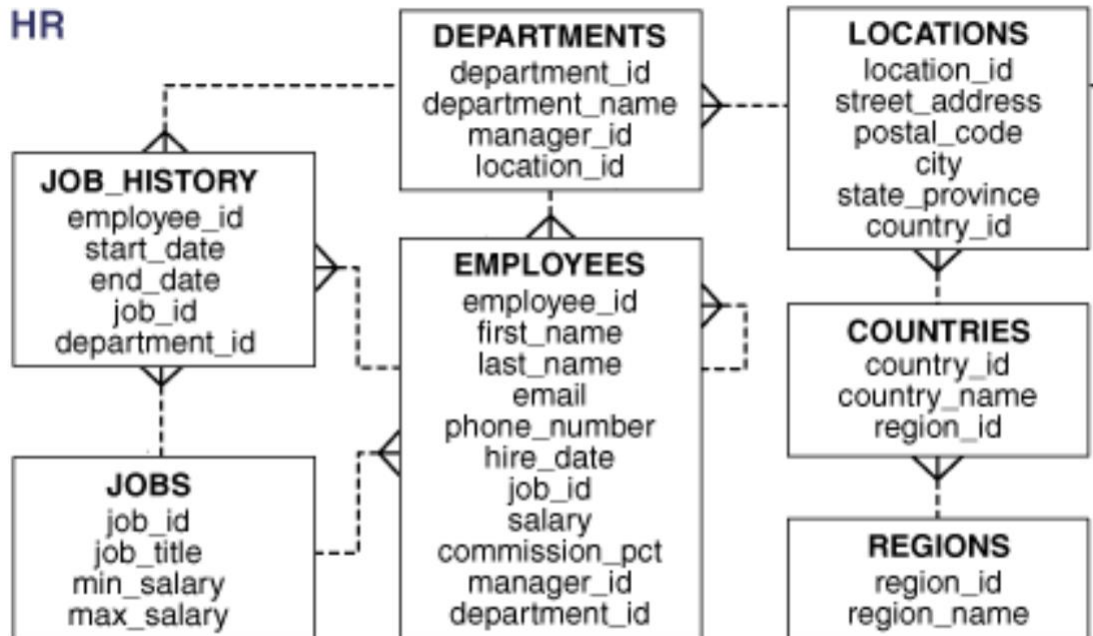 HR
DEPARTMENTS
department_id
department_name
manager_id
location_id
LOCATIONS
location_id
street_address
postal_code
city
state_province
country_id
JOB_HISTORY
employee_id
start_date
end_date
job_id
department_id
EMPLOYEES
employee_id
first_name
last_name
email
phone_number
hire_date
job_id
salary
commission_pct
manager_id
department_id
COUNTRIES
country_id
country_name
region_id
JOBS
job_id
job_title
min_salary
max_salary
REGIONS
region_id
region_name